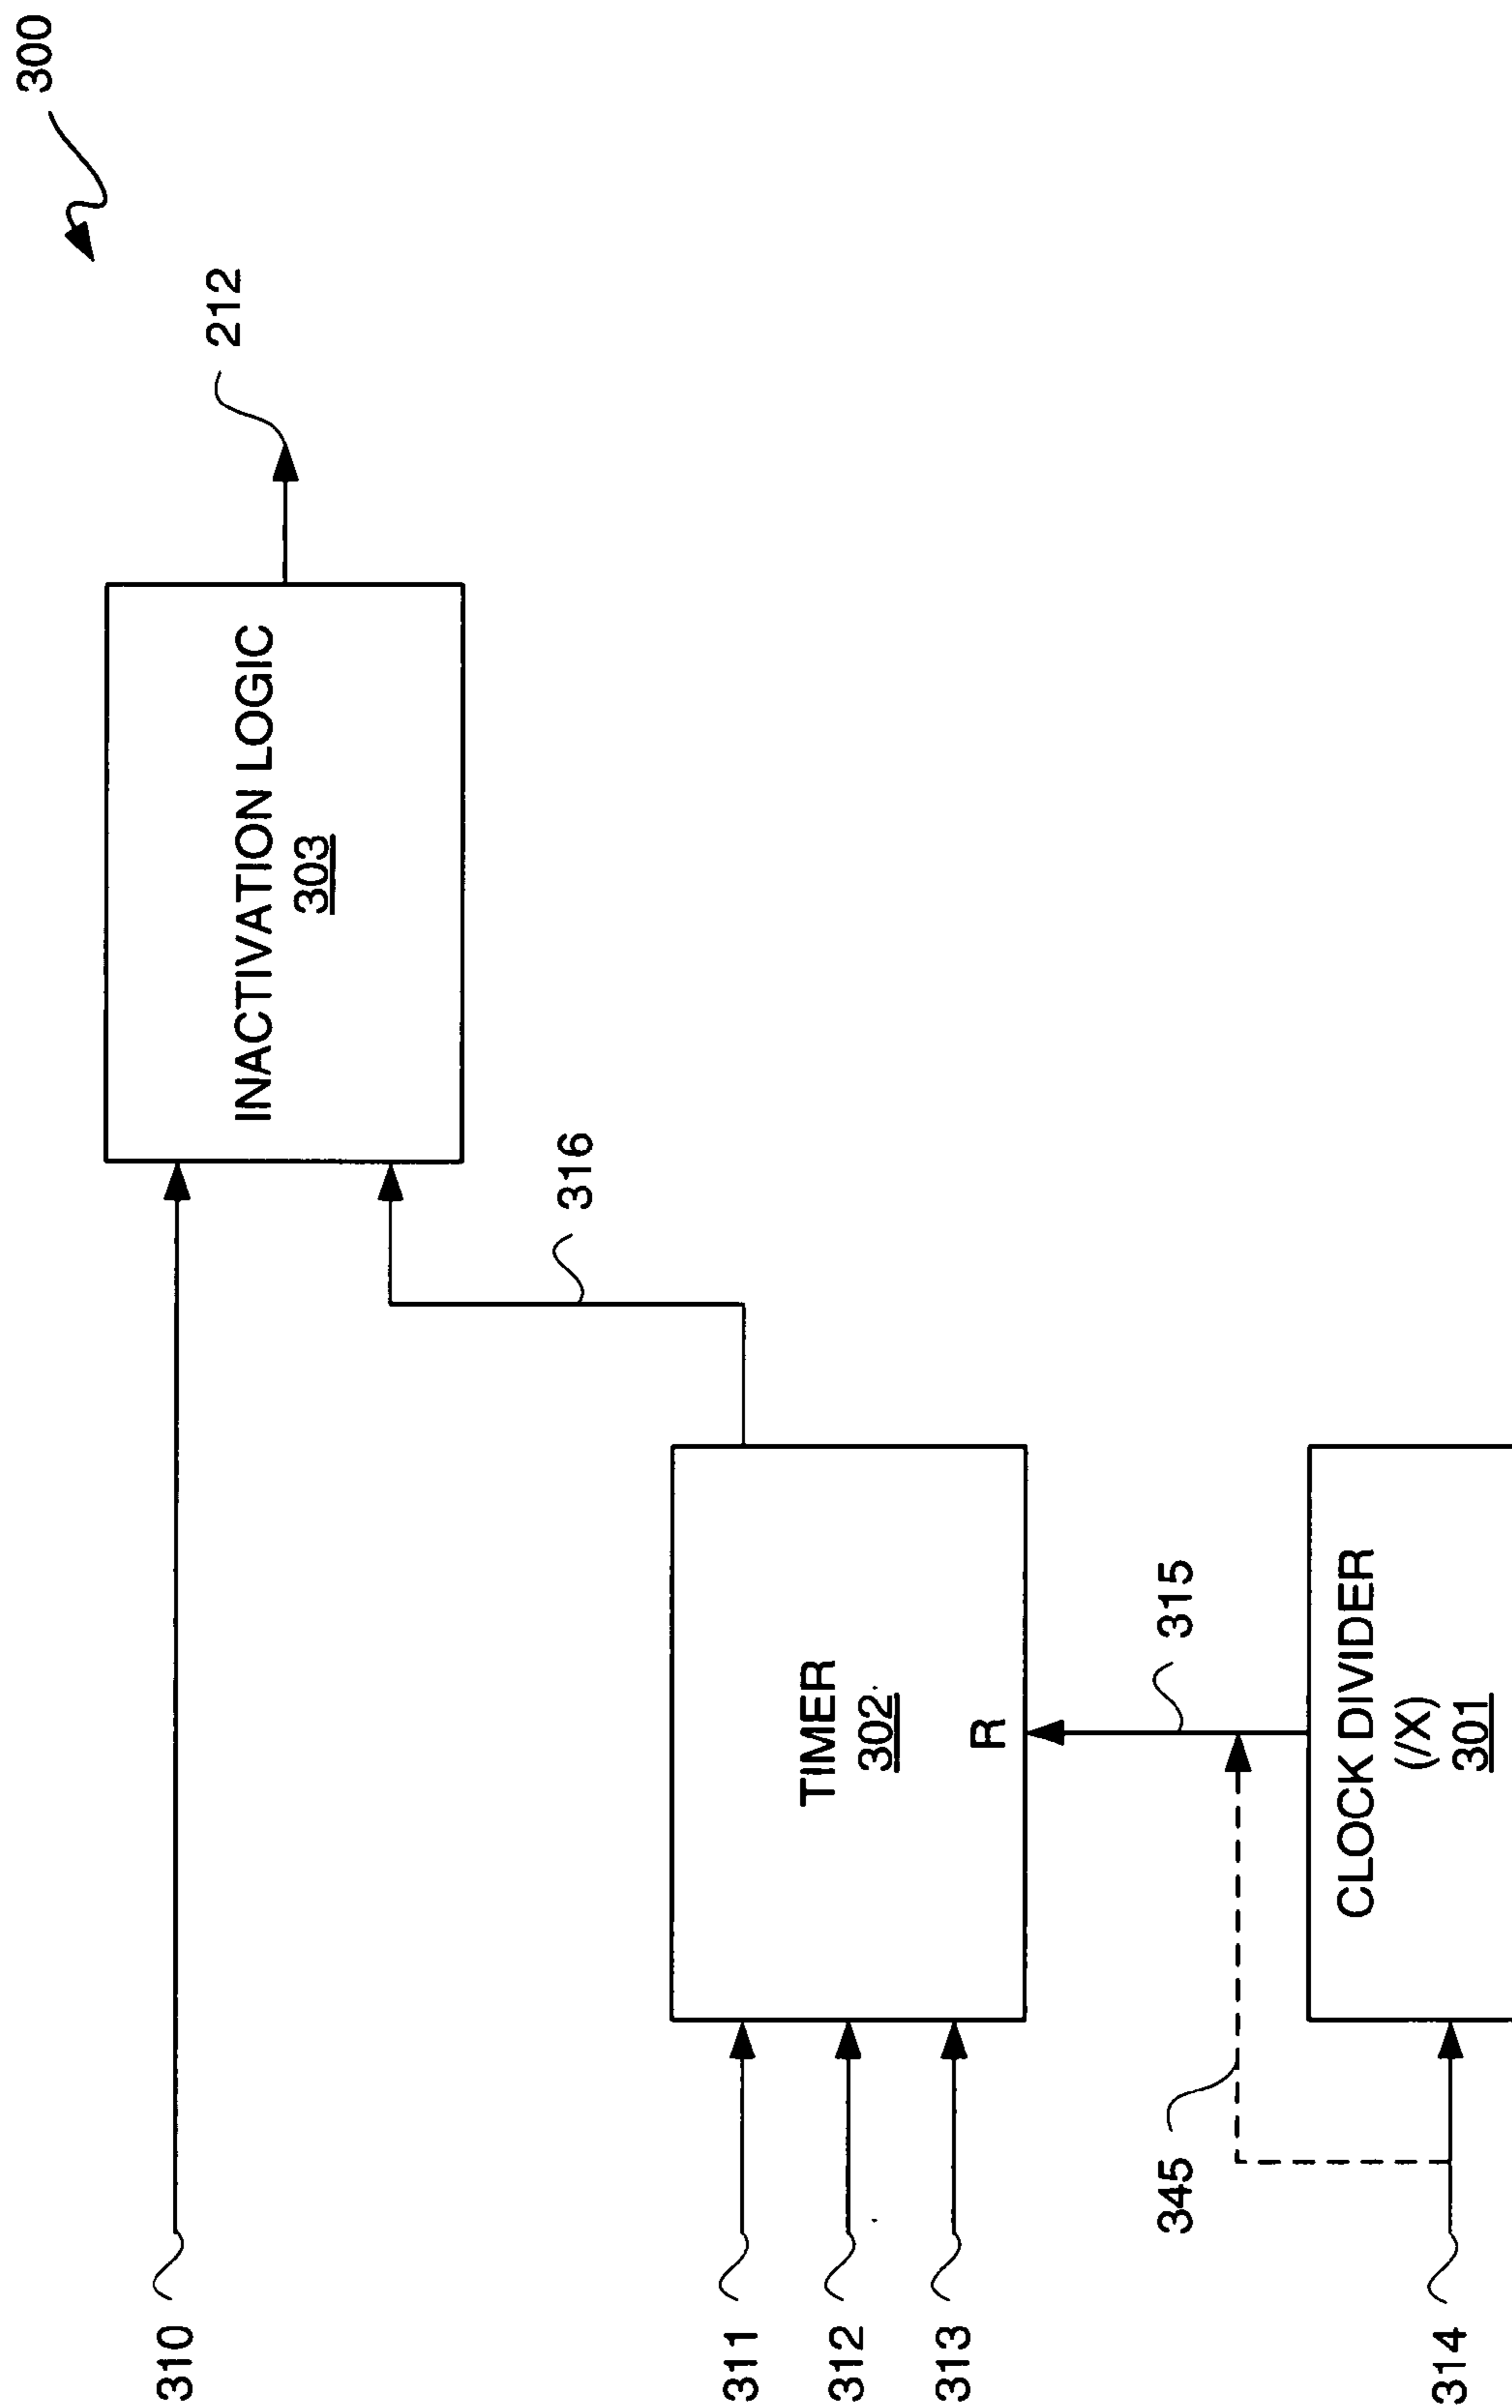 300
212
310
INACTIVATION LOGIC
303
316
311
312
313
TIMER
302
R
315
345
314
CLOCK DIVIDER
(/X)
301